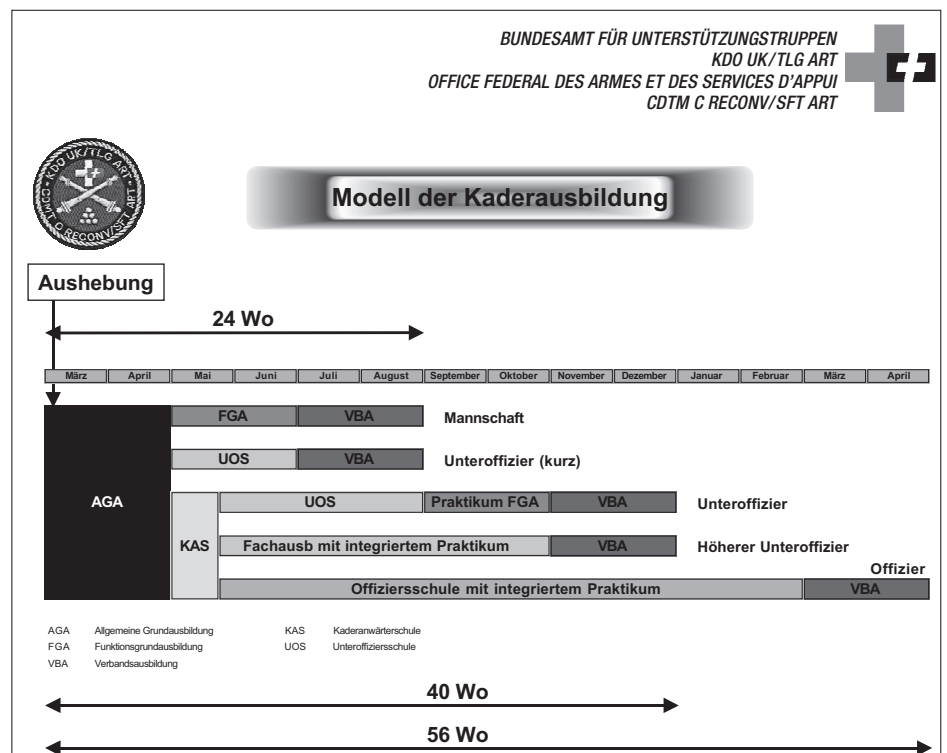 BUNDESAMT FÜR UNTERSTÜTZUNGSTRUPPEN
KDO UK/TLG ART
OFFICE FEDERAL DES ARMES ET DES SERVICES D'APPUI
CDTM C RECONV/SFT ART
KDO UK/TLG ART
COMT C RECONV/SFT ART
Modell der Kaderausbildung
Aushebung
24 Wo
März April Mai Juni Juli August September Oktober November Dezember Januar Februar März April
FGA VBA Mannschaft
UOS VBA Unteroffizier (kurz)
AGA UOS Praktikum FGA VBA Unteroffizier
KAS Fachausb mit integriertem Praktikum VBA Höherer Unteroffizier
Offizier
Offiziersschule mit integriertem Praktikum VBA
AGA Allgemeine Grundausbildung KAS Kaderanwärterschule
FGA Funktionsgrundausbildung UOS Unteroffiziersschule
VBA Verbandsausbildung
40 Wo
56 Wo